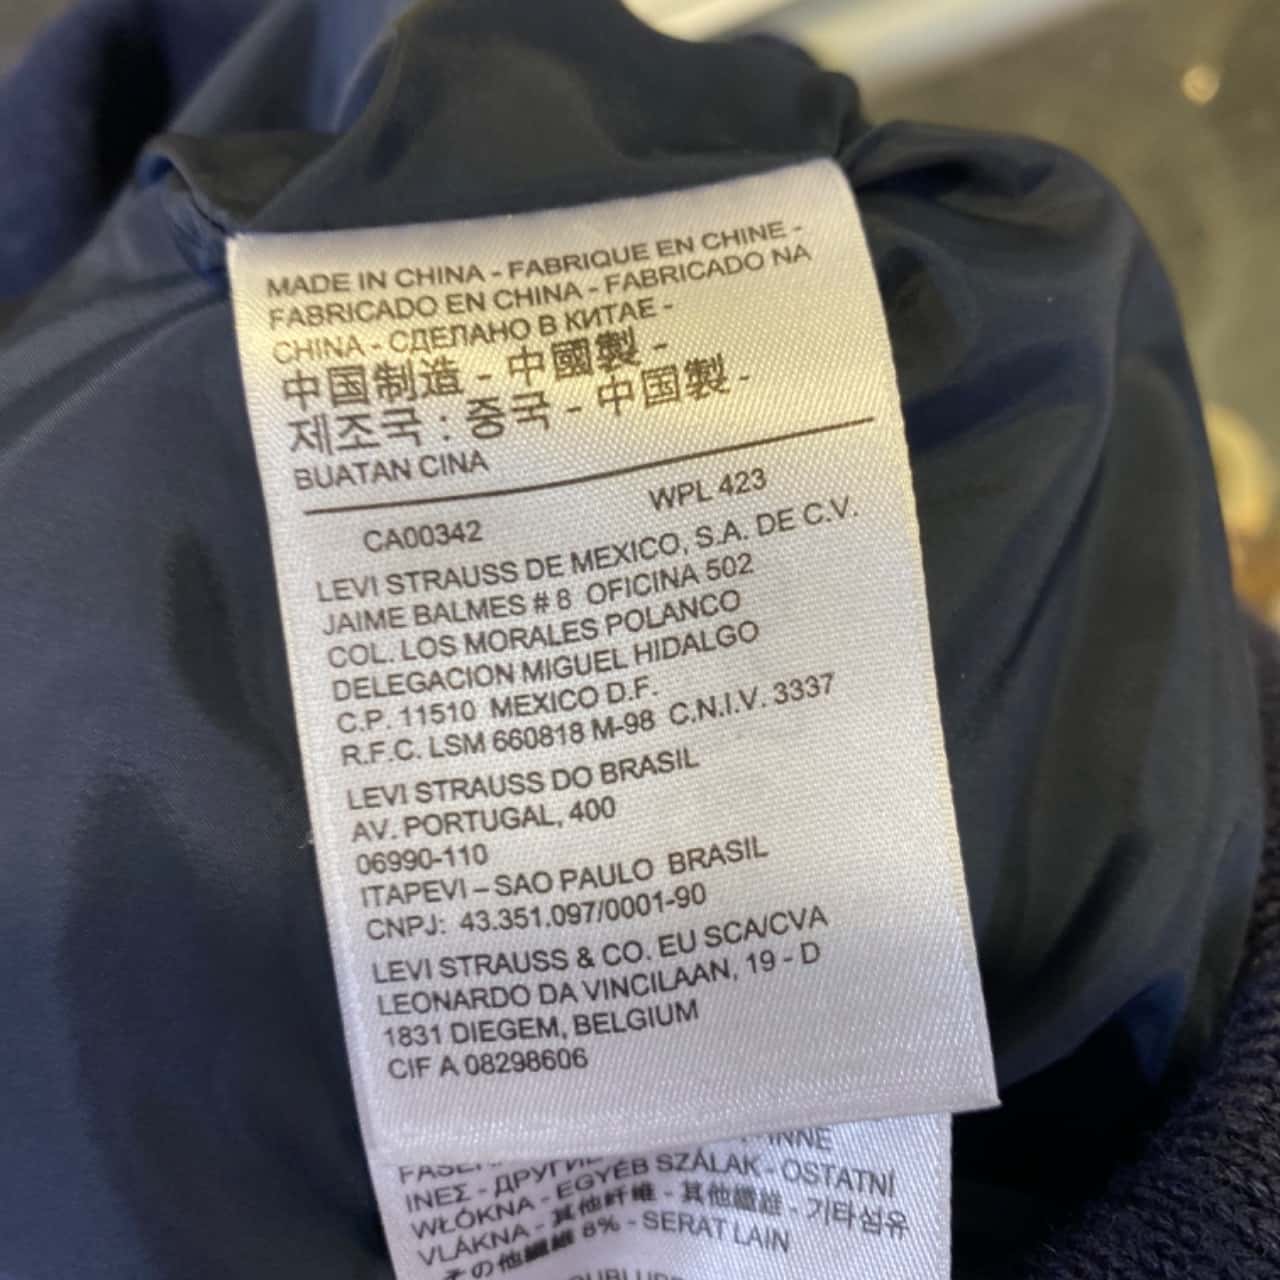 MADE IN CHINA - FABRIQUE EN CHINE -
FABRICADO EN CHINA - FABRICADO NA
CHINA - СДЕЛАНО В КИТАЕ -
中国制造 - 中國製 -
제조국 : 중국 - 中国製 -
BUATAN CINA
CA00342 WPL 423
LEVI STRAUSS DE MEXICO, S.A. DE C.V.
JAIME BALMES # 8 OFICINA 502
COL. LOS MORALES POLANCO
DELEGACION MIGUEL HIDALGO
C.P. 11510 MEXICO D.F.
R.F.C. LSM 660818 M-98 C.N.I.V. 3337
LEVI STRAUSS DO BRASIL
AV. PORTUGAL, 400
06990-110
ITAPEVI – SAO PAULO BRASIL
CNPJ: 43.351.097/0001-90
LEVI STRAUSS & CO. EU SCA/CVA
LEONARDO DA VINCILAAN, 19 - D
1831 DIEGEM, BELGIUM
CIF A 08298606
INEΣ - ДРУГИЕ
WŁÓKNA - EGYÉB SZÁLAK - OSTATNÍ
VLÁKNA - 其他纤维 - 其他纖維 - 기타섬유
その他繊維 8% - SERAT LAIN